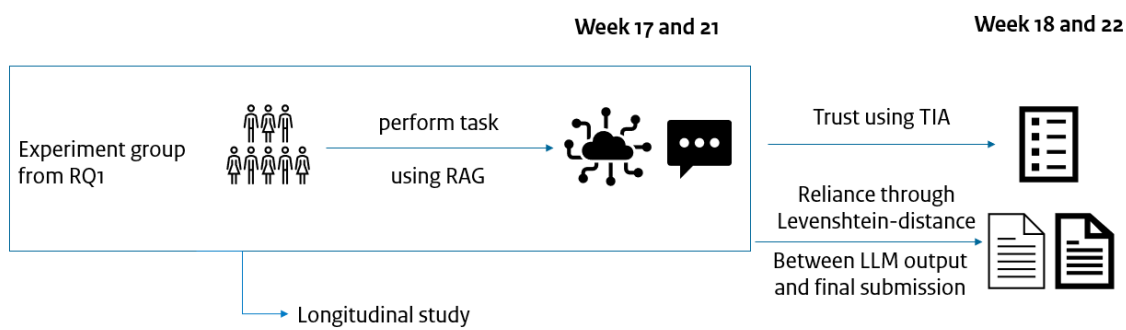 Week 17 and 21
Week 18 and 22
Experiment group
from RQ1
perform task
using RAG
Trust using TIA
Reliance through
Levenshtein-distance
Between LLM output
and final submission
Longitudinal study